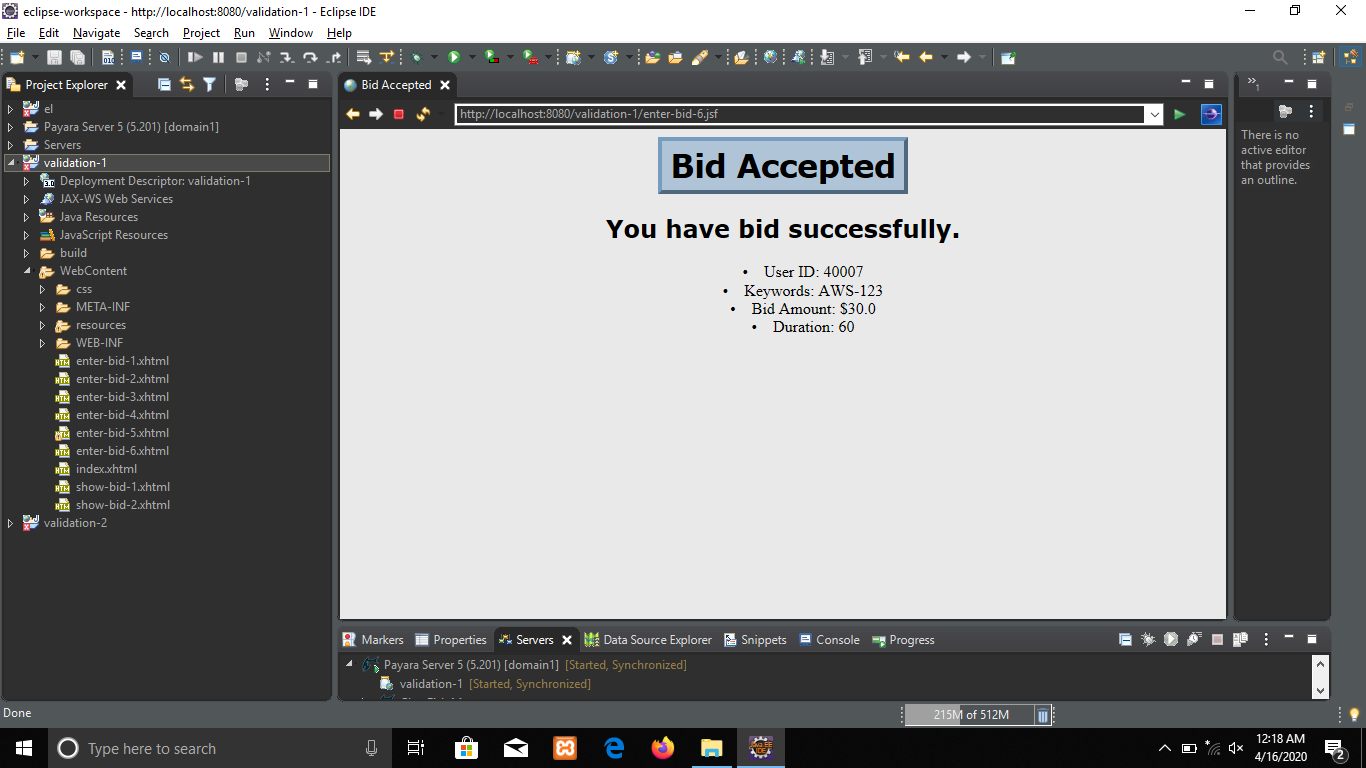 eclipse-workspace - http://localhost:8080/validation-1 - Eclipse IDE
File Edit Navigate Search Project Run Window Help
Project Explorer
el
Payara Server 5 (5.201) [domain1]
Servers
validation-1
Deployment Descriptor: validation-1
JAX-WS Web Services
Java Resources
JavaScript Resources
build
WebContent
css
META-INF
resources
WEB-INF
enter-bid-1.xhtml
enter-bid-2.xhtml
enter-bid-3.xhtml
enter-bid-4.xhtml
enter-bid-5.xhtml
enter-bid-6.xhtml
index.xhtml
show-bid-1.xhtml
show-bid-2.xhtml
validation-2
Bid Accepted
http://localhost:8080/validation-1/enter-bid-6.jsf
Bid Accepted
You have bid successfully.
• User ID: 40007
• Keywords: AWS-123
• Bid Amount: $30.0
• Duration: 60
»1
There is no
active editor
that provides
an outline.
Markers Properties Servers Data Source Explorer Snippets Console Progress
Payara Server 5 (5.201) [domain1] [Started, Synchronized]
validation-1 [Started, Synchronized]
Done
215M of 512M
Type here to search
12:18 AM
4/16/2020
2